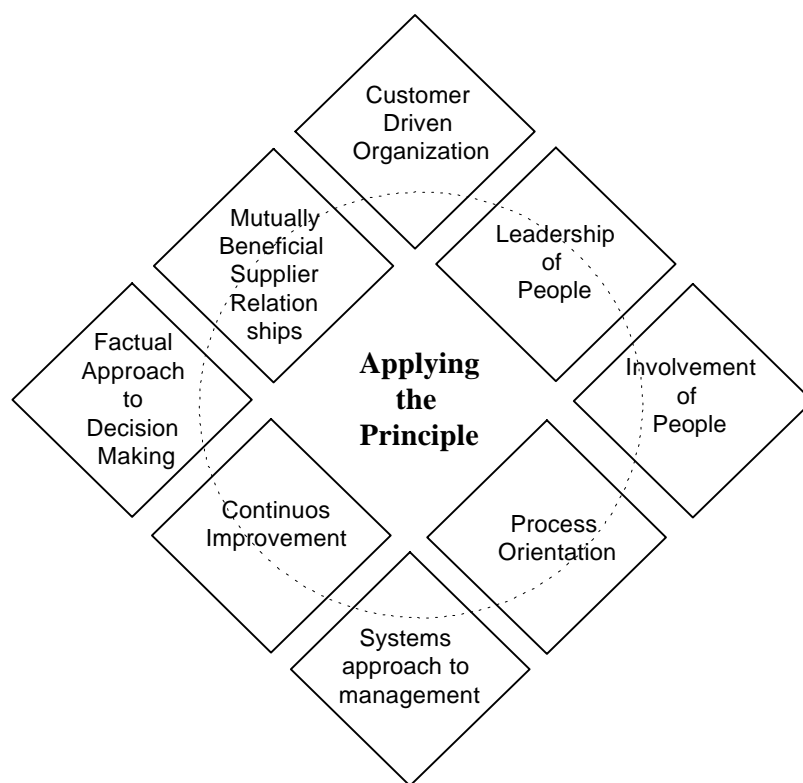 Customer
Driven
Organization
Mutually
Beneficial
Supplier
Relation
ships
Leadership
of
People
Factual
Approach
to
Decision
Making
Applying
the
Principle
Involvement
of
People
Continuos
Improvement
Process
Orientation
Systems
approach to
management